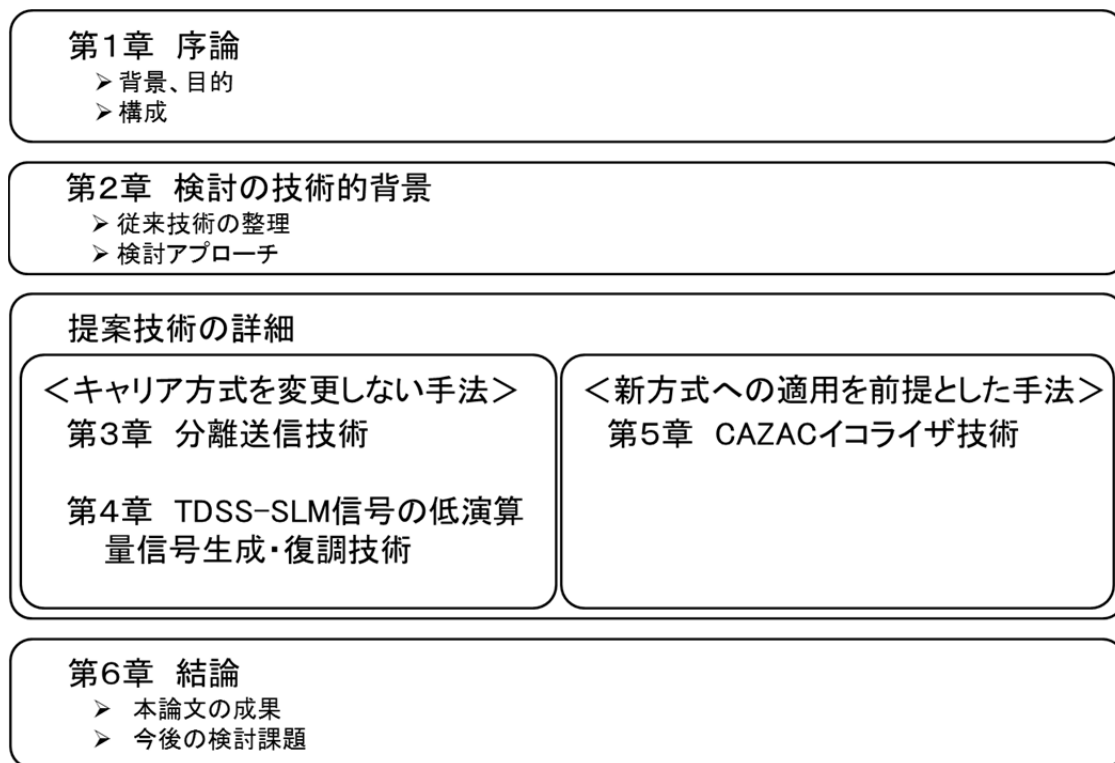 第1章 序論
➢ 背景、目的
➢ 構成
第2章 検討の技術的背景
➢ 従来技術の整理
➢ 検討アプローチ
提案技術の詳細
＜キャリア方式を変更しない手法＞
第3章 分離送信技術
第4章 TDSS-SLM信号の低演算
量信号生成・復調技術
＜新方式への適用を前提とした手法＞
第5章 CAZACイコライザ技術
第6章 結論
➢ 本論文の成果
➢ 今後の検討課題